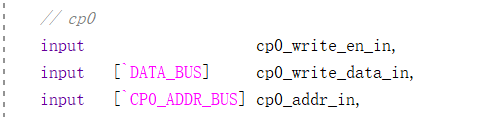 // cp0
input cp0_write_en_in,
input [`DATA_BUS] cp0_write_data_in,
input [`CP0_ADDR_BUS] cp0_addr_in,